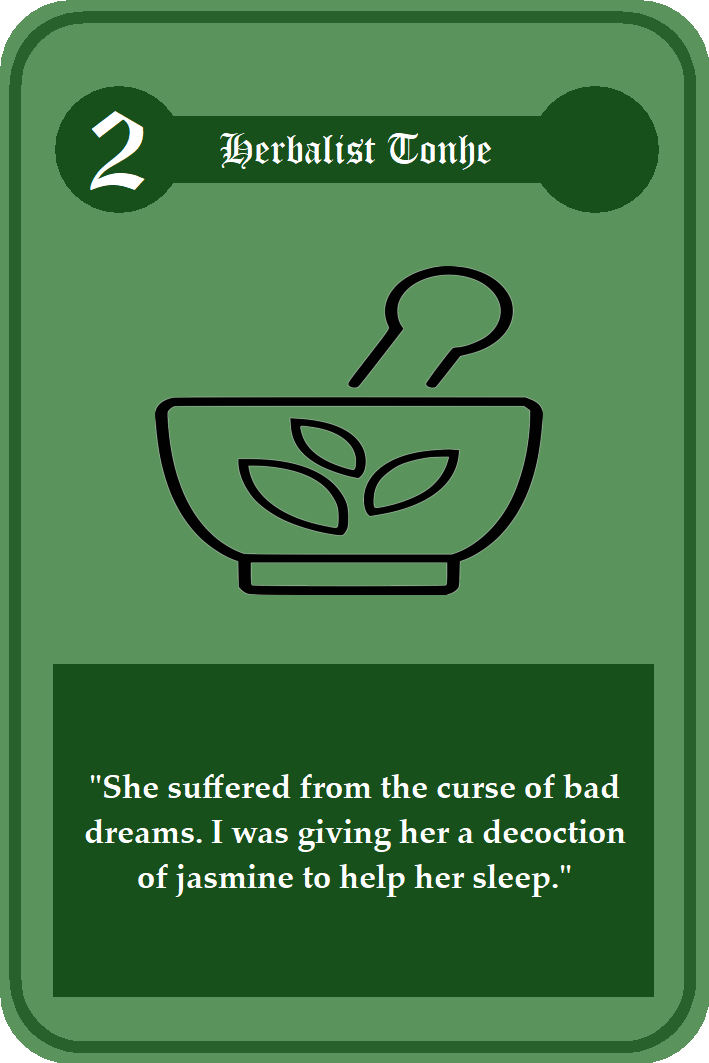 2
Herbalist Tonhe
"She suffered from the curse of bad
dreams. I was giving her a decoction
of jasmine to help her sleep."